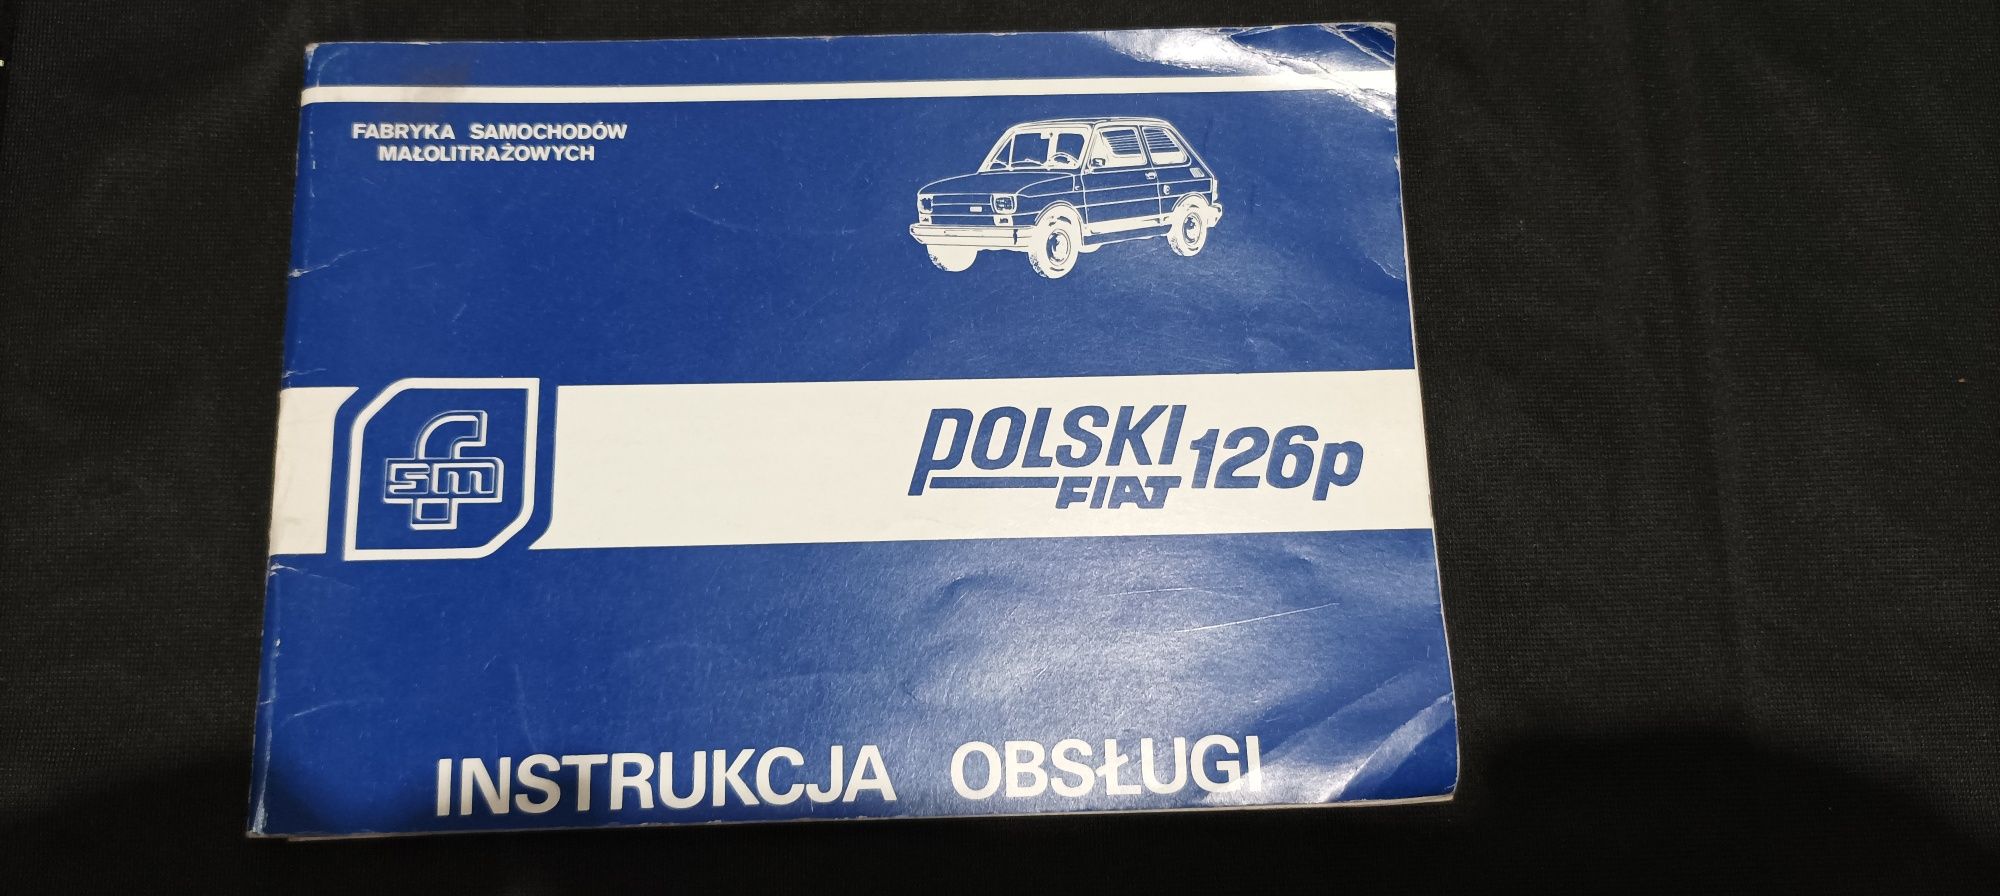 FABRYKA SAMOCHODÓW
MAŁOLITRAŻOWYCH
fsm
POLSKI
FIAT
126p
INSTRUKCJA OBSŁUGI